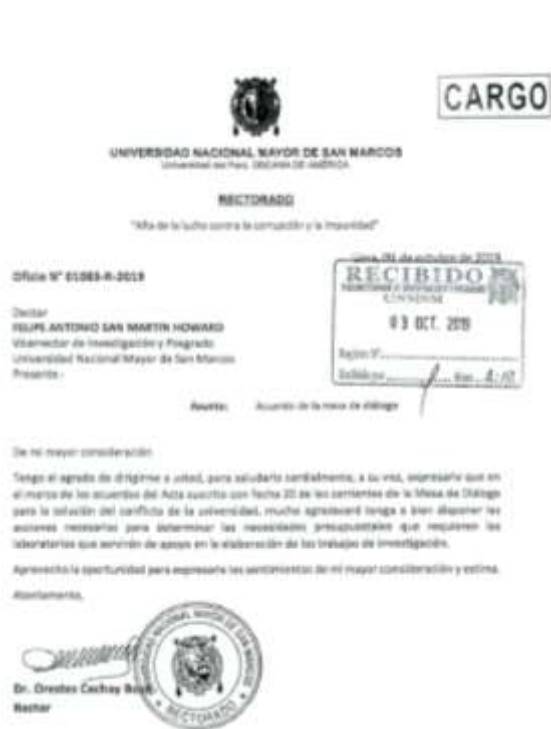 CARGO
UNIVERSIDAD NACIONAL MAYOR DE SAN MARCOS
Universidad del Perú. DECANA DE AMÉRICA
RECTORADO
"Año de la lucha contra la corrupción y la impunidad"
de octubre de 2019
Oficio N° 01083-R-2019
RECIBIDO
03 OCT. 2019
Doctor
FELIPE ANTONIO SAN MARTIN HOWARD
Vicerrector de Investigación y Posgrado
Universidad Nacional Mayor de San Marcos
Presente.-
Asunto: Acuerdo de la mesa de diálogo
De mi mayor consideración
Tengo el agrado de dirigirme a usted, para saludarlo cordialmente, a su vez, expresarle que en
el marco de los acuerdos del Acta suscrito con fecha 20 de los corrientes de la Mesa de Diálogo
para la solución del conflicto de la universidad, mucho agradeceré tenga a bien disponer las
acciones necesarias para determinar las necesidades presupuestales que requieren los
laboratorios que servirán de apoyo en la elaboración de los trabajos de investigación.
Aprovecho la oportunidad para expresarle los sentimientos de mi mayor consideración y estima.
Atentamente,
Dr. Orestes Cachay
Rector
RECTORADO